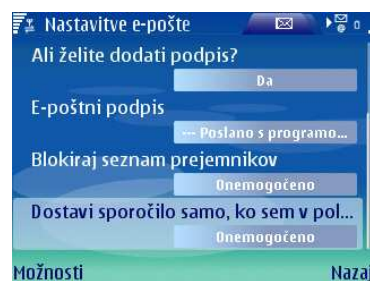 Nastavitve e-pošte
Ali želite dodati podpis?
Da
E-poštni podpis
--- Poslano s programo...
Blokiraj seznam prejemnikov
Onemogočeno
Dostavi sporočilo samo, ko sem v pol...
Onemogočeno
Možnosti
Nazaj